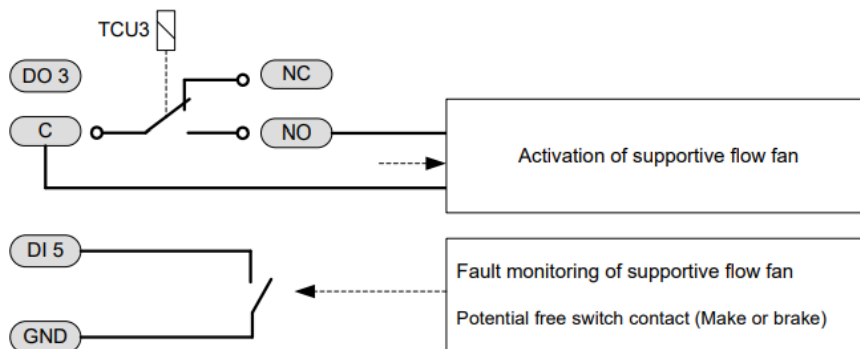 TCU3
DO 3
NC
C
NO
Activation of supportive flow fan
DI 5
Fault monitoring of supportive flow fan
Potential free switch contact (Make or brake)
GND